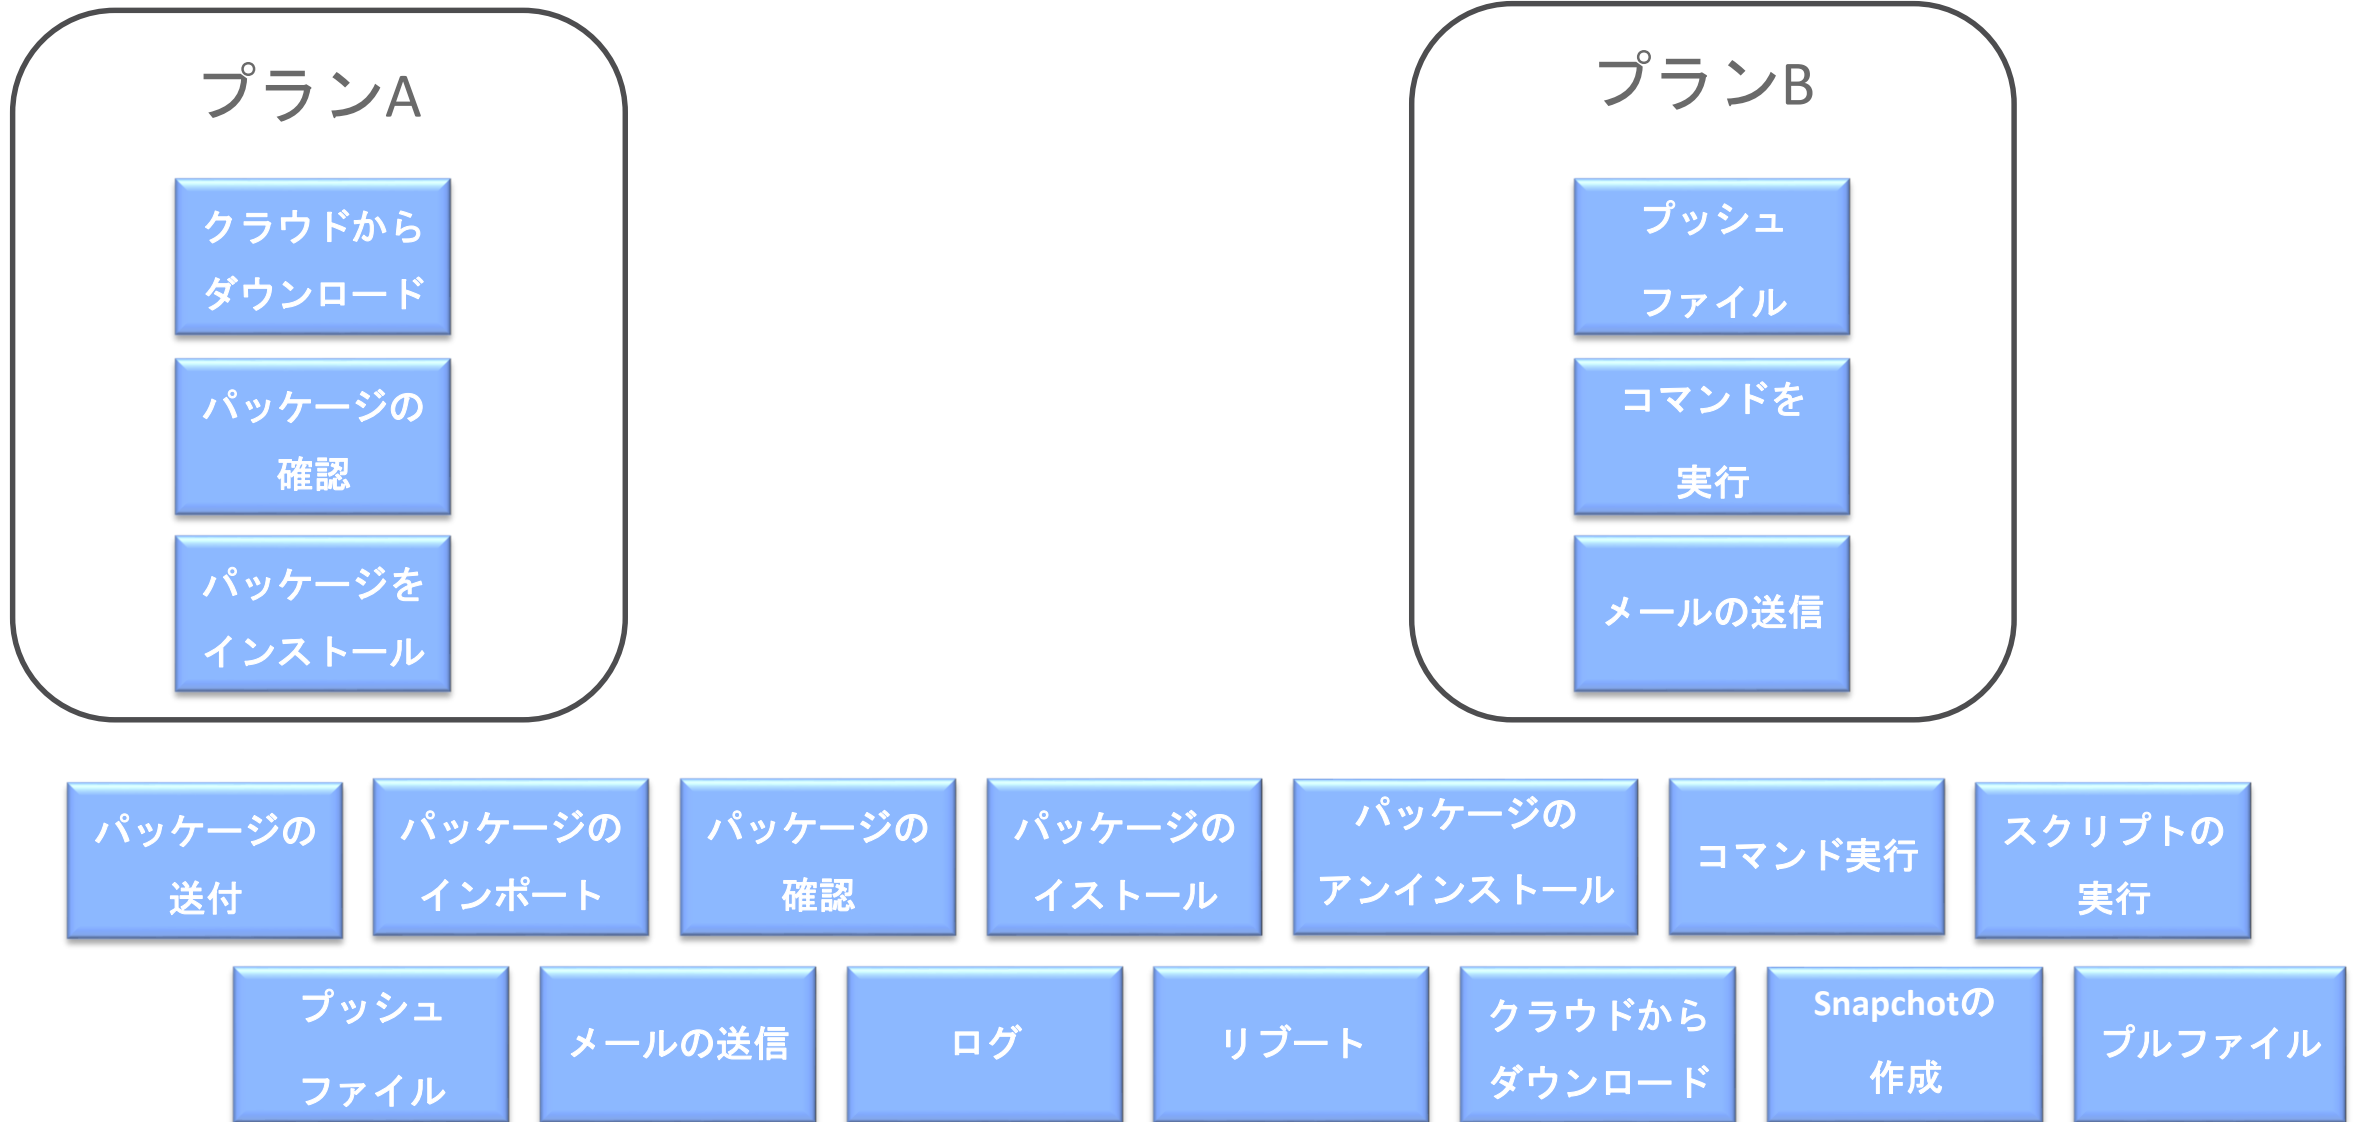 プランA
クラウドから
ダウンロード
パッケージの
確認
パッケージを
インストール
プランB
プッシュ
ファイル
コマンドを
実行
メールの送信
パッケージの
送付
パッケージの
インポート
パッケージの
確認
パッケージの
イストール
パッケージの
アンインストール
コマンド実行
スクリプトの
実行
プッシュ
ファイル
メールの送信
ログ
リブート
クラウドから
ダウンロード
Snapchotの
作成
プルファイル